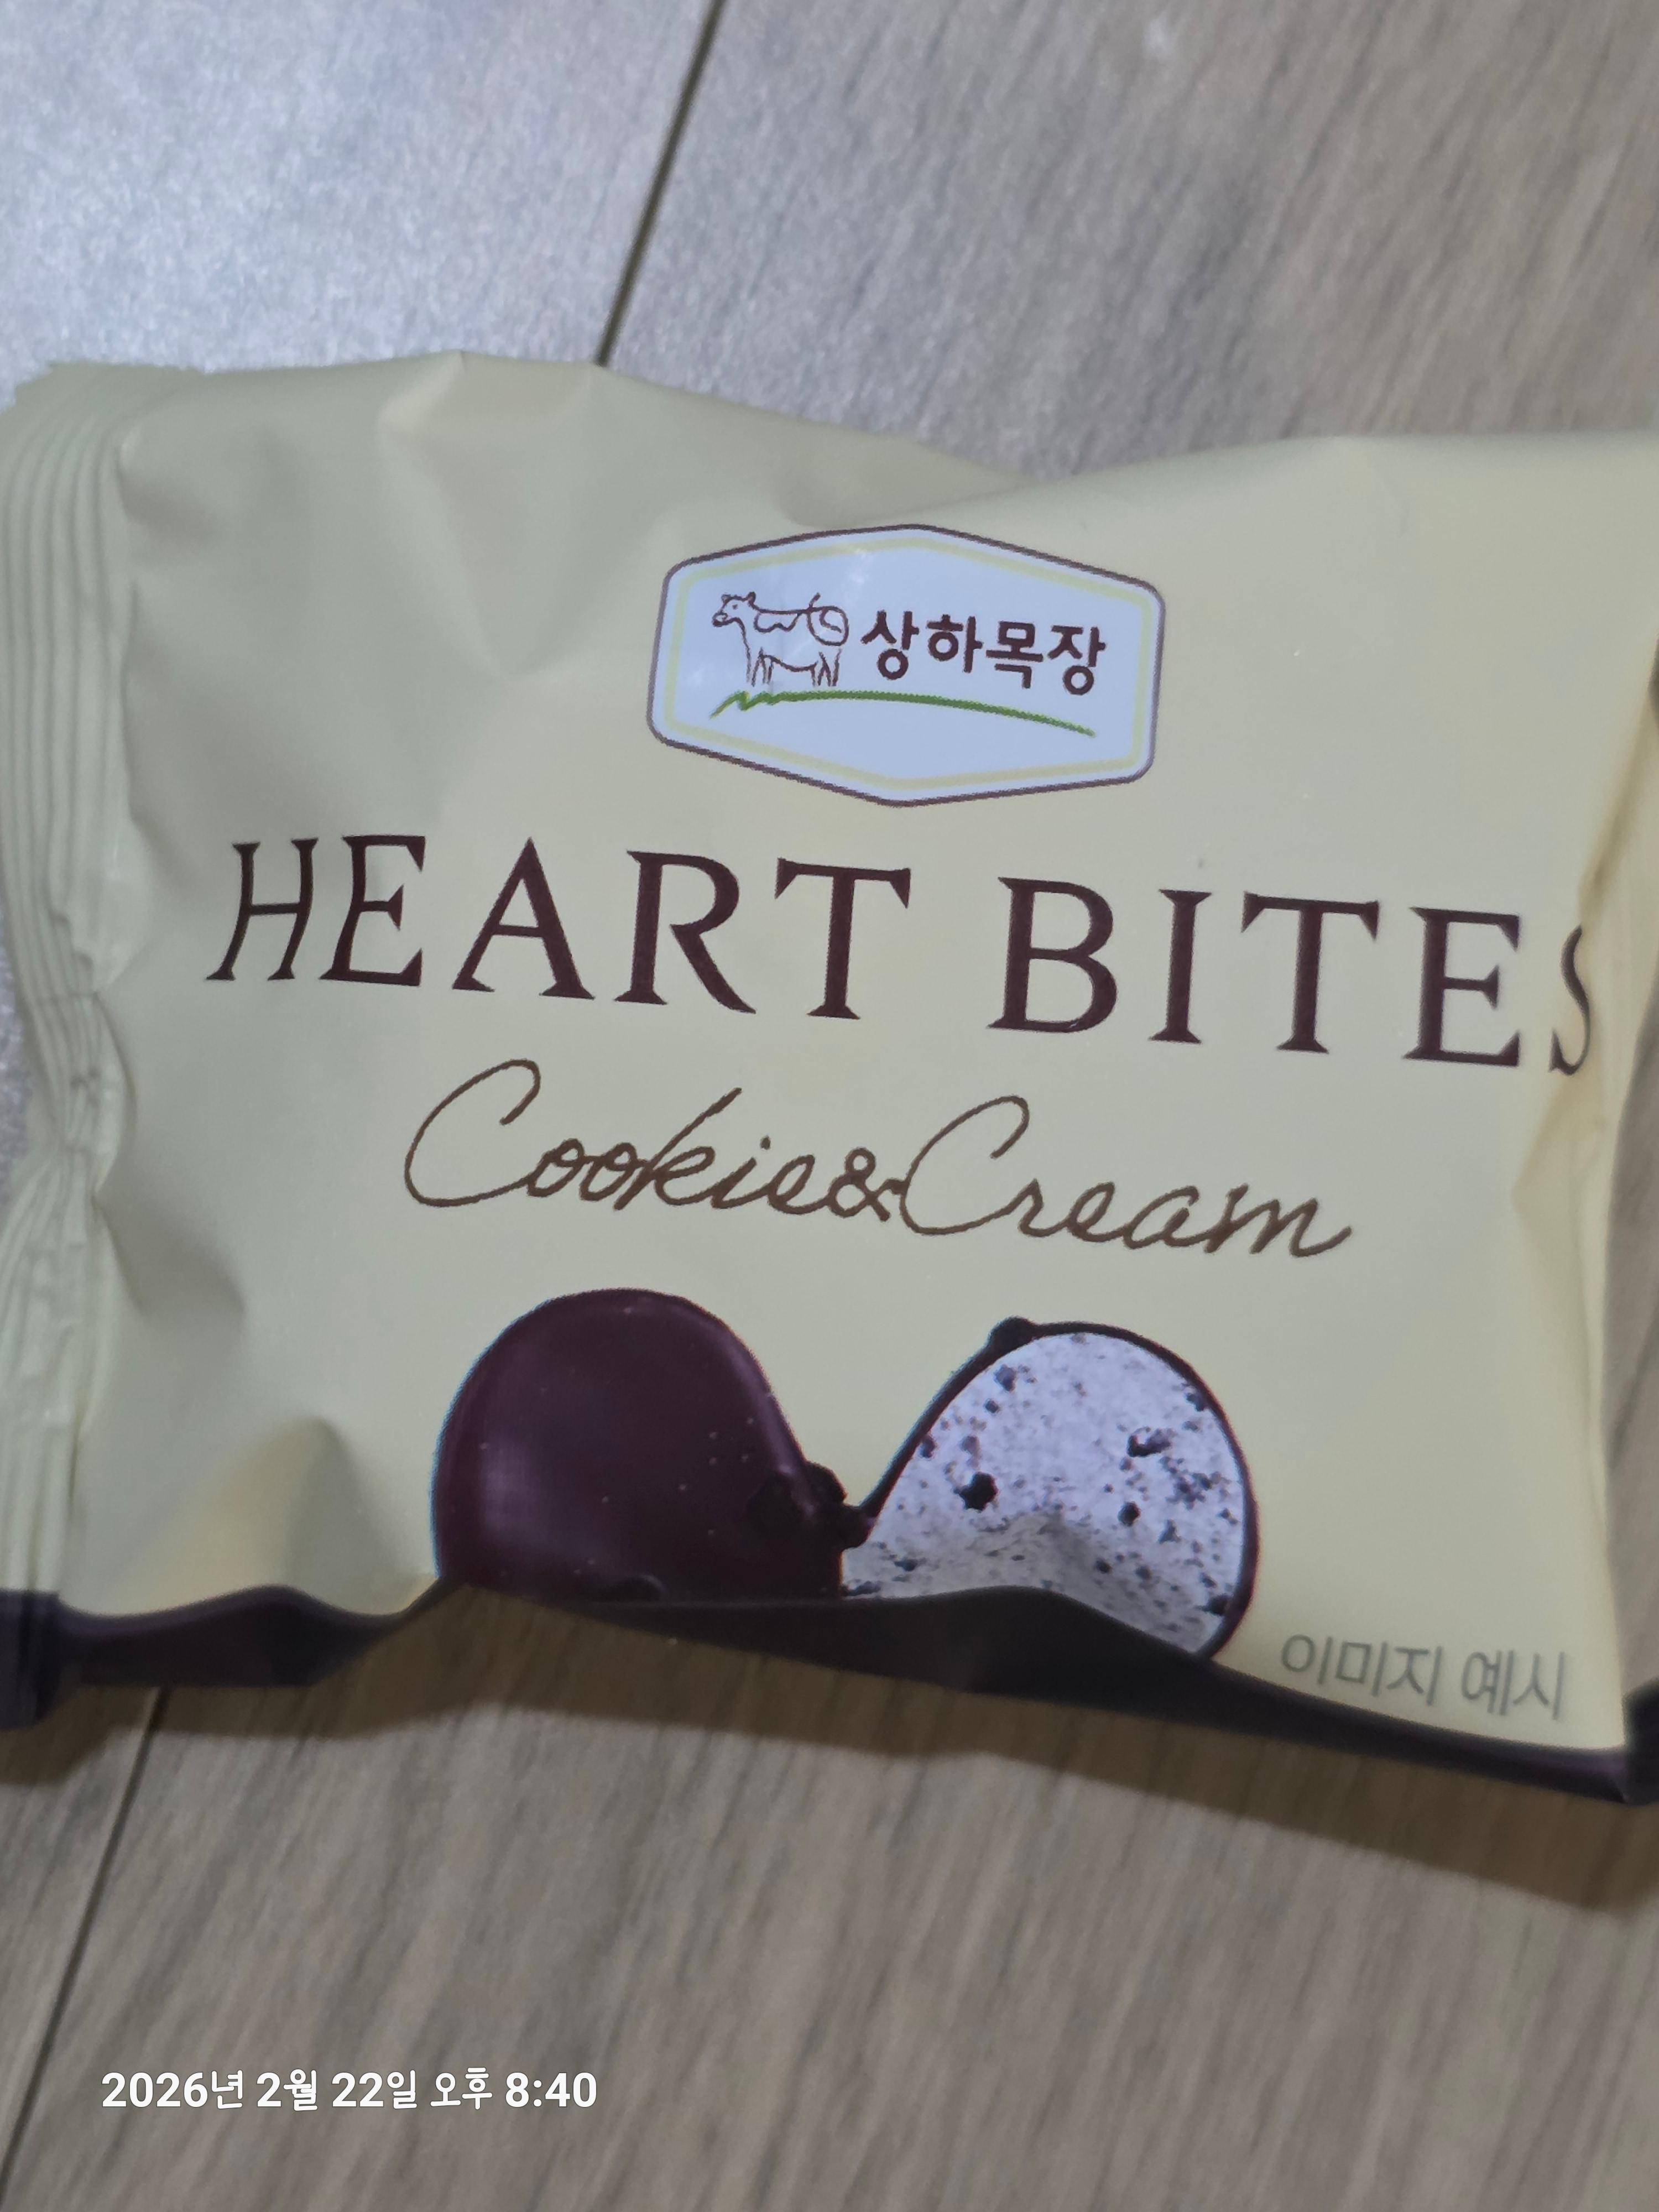 상하목장
HEART BITES
Cookie&Cream
이미지 예시
2026년 2월 22일 오후 8:40